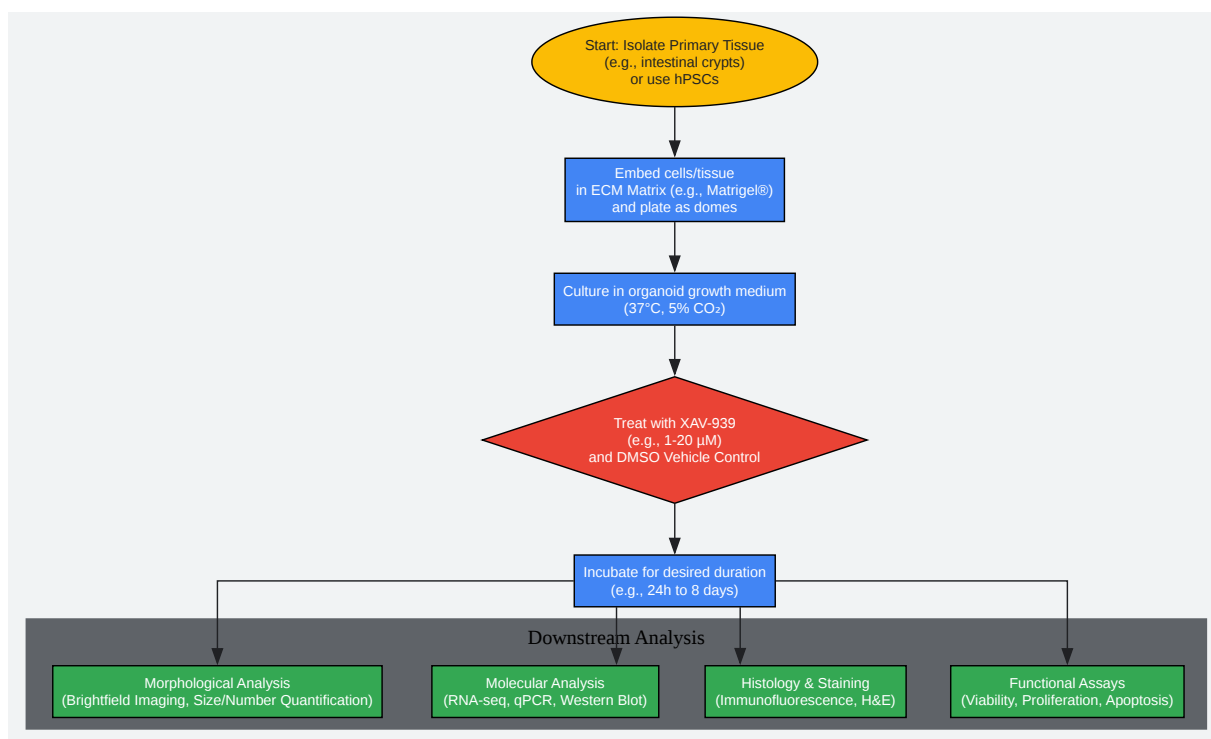 Start: Isolate Primary Tissue
(e.g., intestinal crypts)
or use hPSCs
Embed cells/tissue
in ECM Matrix (e.g., Matrigel®)
and plate as domes
Culture in organoid growth medium
(37°C, 5% CO₂)
Treat with XAV-939
(e.g., 1-20 µM)
and DMSO Vehicle Control
Incubate for desired duration
(e.g., 24h to 8 days)
Downstream Analysis
Morphological Analysis
(Brightfield Imaging, Size/Number Quantification)
Molecular Analysis
(RNA-seq, qPCR, Western Blot)
Histology & Staining
(Immunofluorescence, H&E)
Functional Assays
(Viability, Proliferation, Apoptosis)